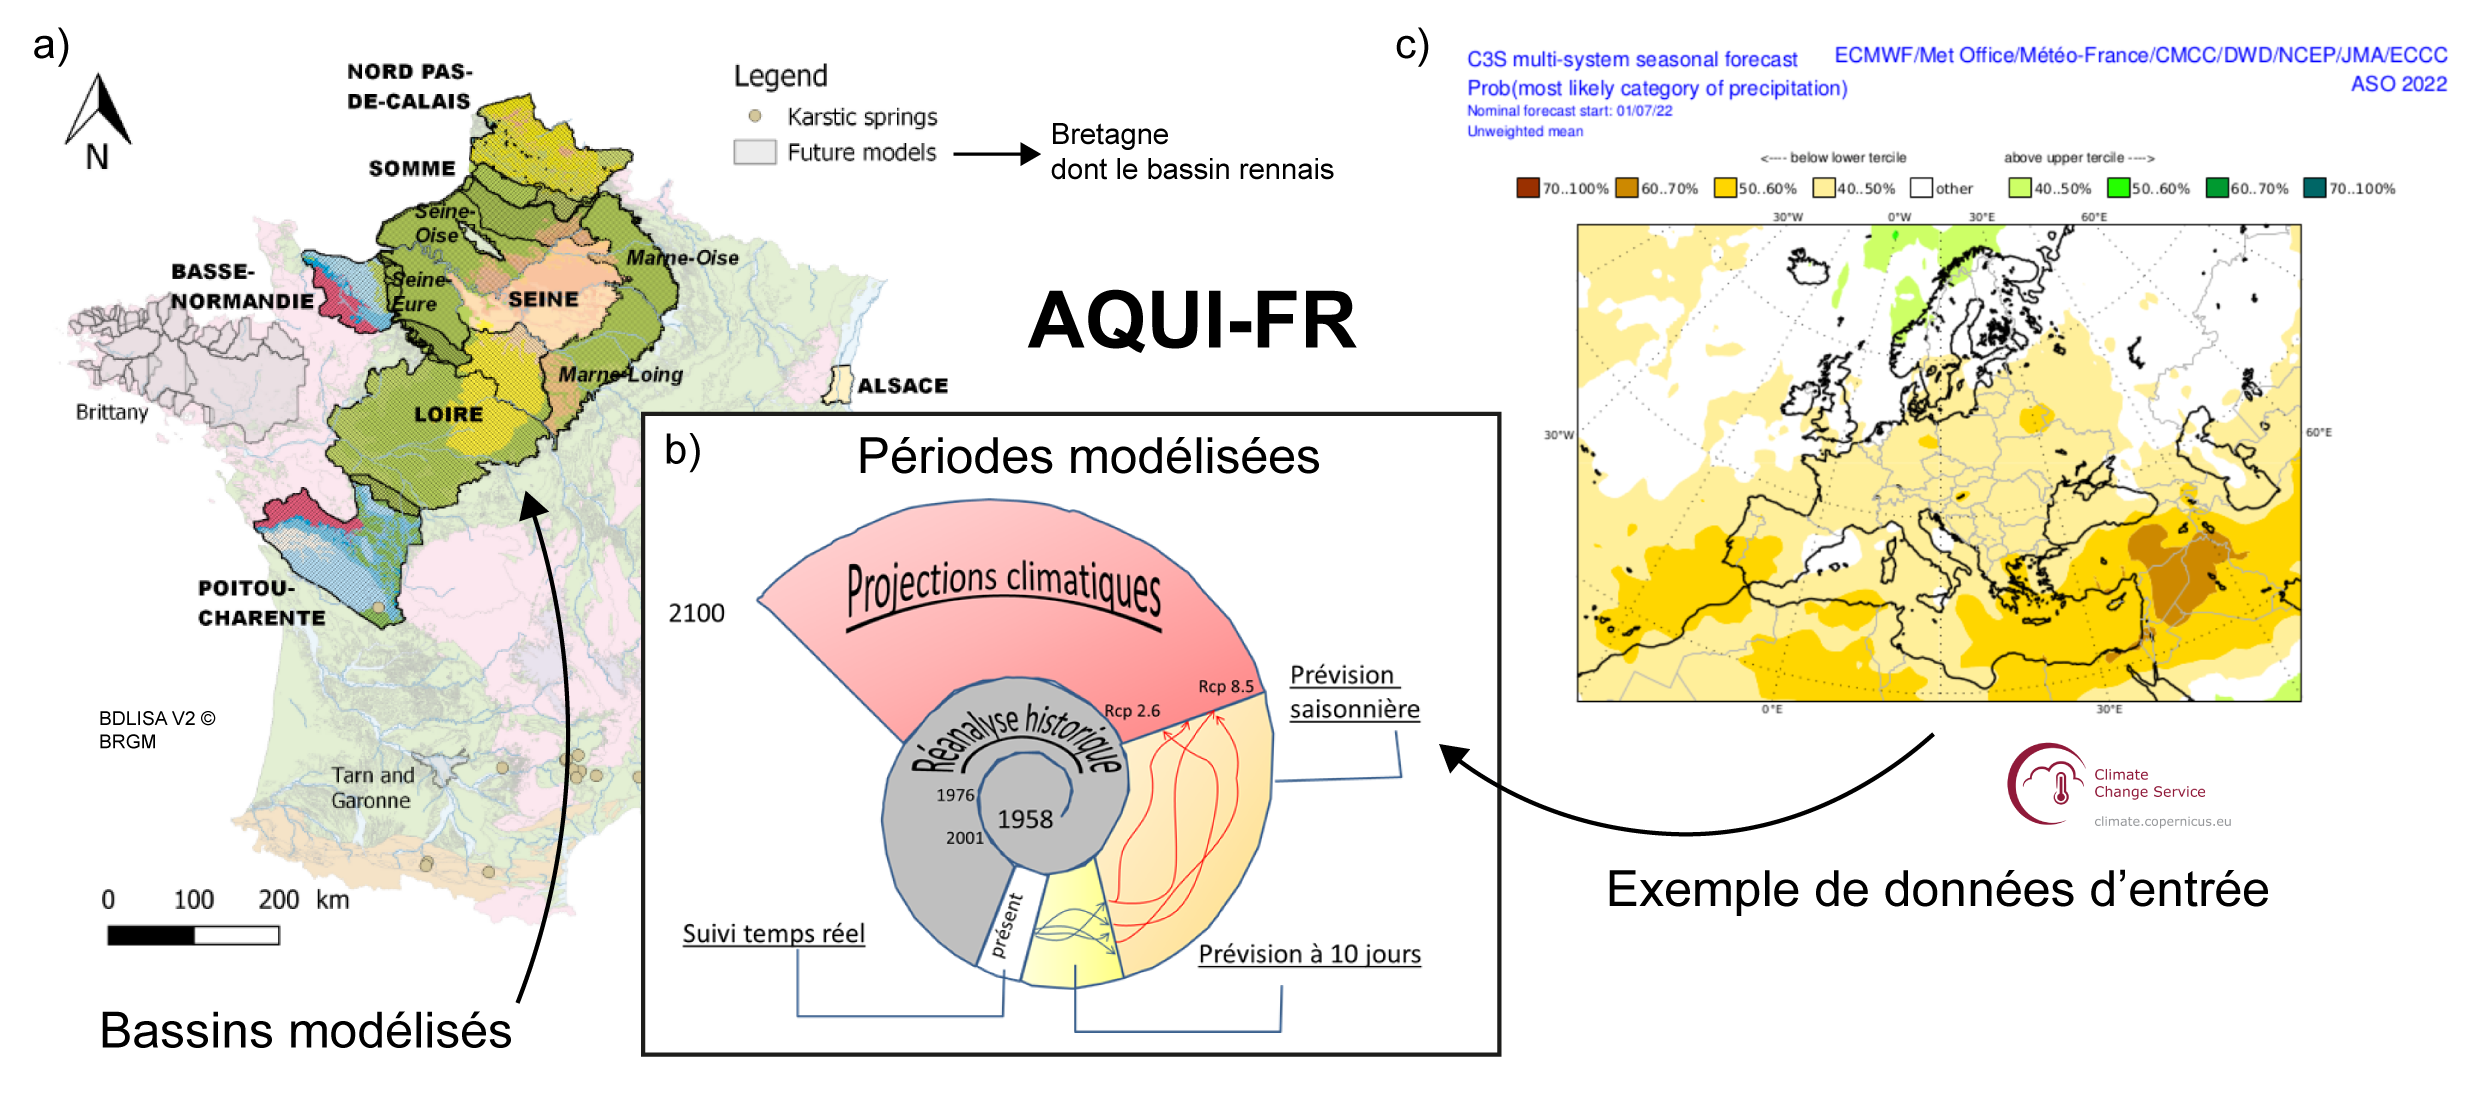 a)
N
NORD PAS-
DE-CALAIS
SOMME
Seine-
Oise
Marne-Oise
BASSE-
NORMANDIE
Seine-
Eure
SEINE
Marne-Loing
ALSACE
Brittany
LOIRE
POITOU-
CHARENTE
BDLISA V2 ©
BRGM
Tarn and
Garonne
0 100 200 km
Bassins modélisés
Legend
Karstic springs
Future models
Bretagne
dont le bassin rennais
AQUI-FR
b)
Périodes modélisées
Projections climatiques
2100
Rcp 8.5
Rcp 2.6
Réanalyse historique
1976
1958
2001
présent
Prévision
saisonnière
Suivi temps réel
Prévision à 10 jours
c)
C3S multi-system seasonal forecast
ECMWF/Met Office/Météo-France/CMCC/DWD/NCEP/JMA/ECCC
Prob(most likely category of precipitation)
ASO 2022
Nominal forecast start: 01/07/22
Unweighted mean
<---- below lower tercile
above upper tercile ---->
70..100% 60..70% 50..60% 40..50% other 40..50% 50..60% 60..70% 70..100%
30°W 0°W 30°E 60°E
30°W
60°E
0°E 30°E
Climate
Change Service
climate.copernicus.eu
Exemple de données d’entrée